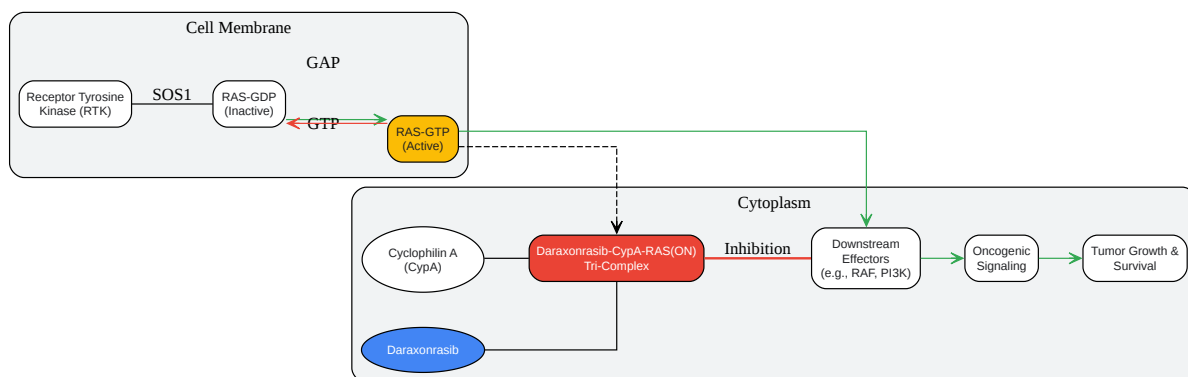 Cell Membrane
GAP
Receptor Tyrosine
Kinase (RTK)
SOS1
RAS-GDP
(Inactive)
GTP
RAS-GTP
(Active)
Cytoplasm
Cyclophilin A
(CypA)
Daraxonrasib-CypA-RAS(ON)
Tri-Complex
Inhibition
Downstream
Effectors
(e.g., RAF, PI3K)
Oncogenic
Signaling
Tumor Growth &
Survival
Daraxonrasib